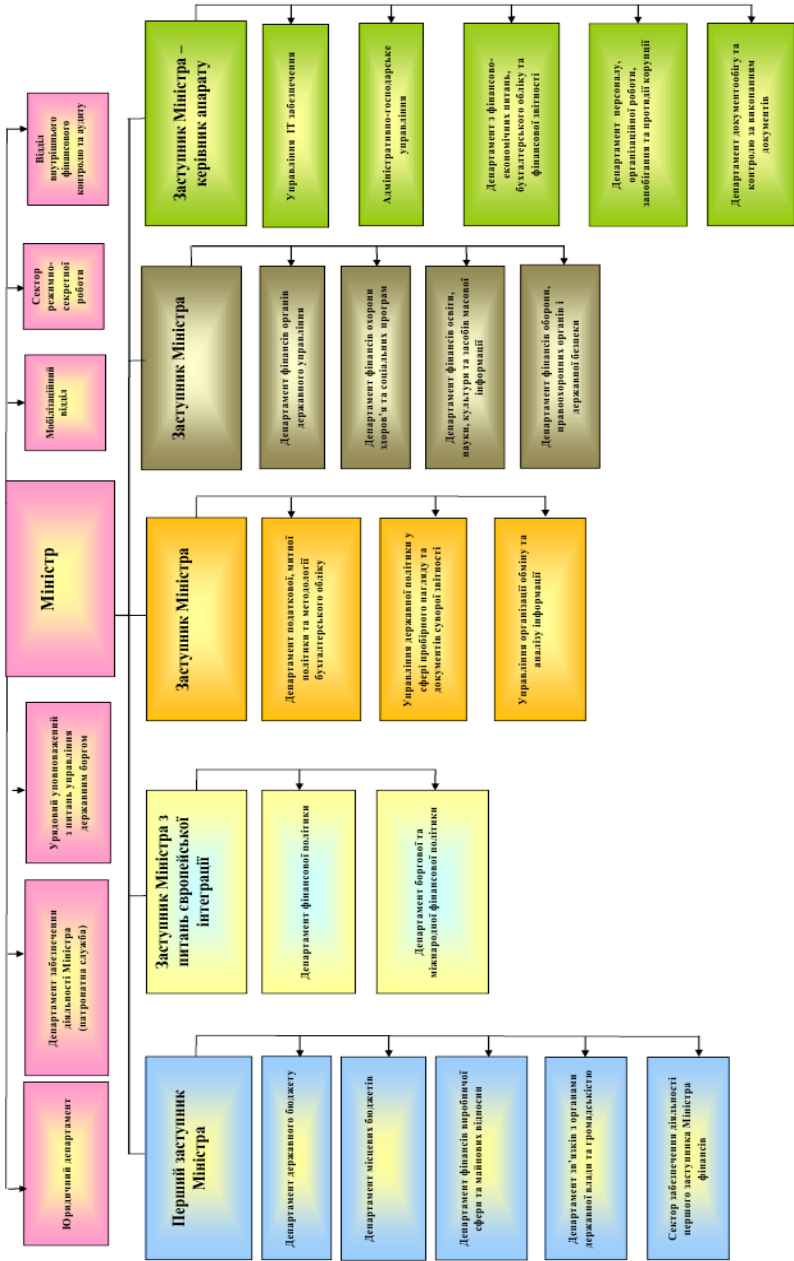 Міністр
Юридичний департамент
Департамент забезпечення
діяльності Міністра
(патронатна служба)
Урядовий уповноважений
з питань управління
державним боргом
Мобілізаційний
відділ
Сектор
режимно-
секретної
роботи
Відділ
внутрішнього
фінансового
контролю та аудиту
Перший заступник
Міністра
Департамент державного бюджету
Департамент місцевих бюджетів
Департамент фінансів виробничої
сфери та майнових відносин
Департамент зв’язків з органами
державної влади та громадськістю
Сектор забезпечення діяльності
першого заступника Міністра
фінансів
Заступник Міністра з
питань європейської
інтеграції
Департамент фінансової політики
Департамент боргової та
міжнародної фінансової політики
Заступник Міністра
Департамент податкової, митної
політики та методології
бухгалтерського обліку
Управління державної політики у
сфері пробірного нагляду та
документів суворої звітності
Управління організації обміну та
аналізу інформації
Заступник Міністра
Департамент фінансів органів
державного управління
Департамент фінансів охорони
здоров’я та соціальних програм
Департамент фінансів освіти,
науки, культури та засобів масової
інформації
Департамент фінансів оборони,
правоохоронних органів і
державної безпеки
Заступник Міністра –
керівник апарату
Управління ІТ забезпечення
Адміністративно-господарське
управління
Департамент з фінансово-
економічних питань,
бухгалтерського обліку та
фінансової звітності
Департамент персоналу,
організаційної роботи,
запобігання та протидії корупції
Департамент документообігу та
контролю за виконанням
документів